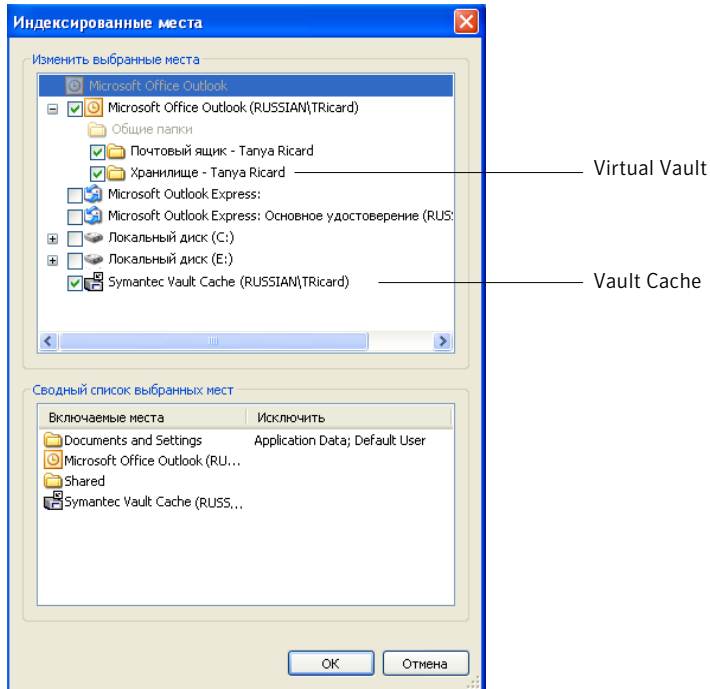 Индексированные места
Изменить выбранные места
Microsoft Office Outlook
Microsoft Office Outlook (RUSSIAN\TRicard)
Общие папки
Почтовый ящик - Tanya Ricard
Хранилище - Tanya Ricard
Virtual Vault
Microsoft Outlook Express:
Microsoft Outlook Express: Основное удостоверение (RUS:
Локальный диск (C:)
Локальный диск (E:)
Symantec Vault Cache (RUSSIAN\TRicard)
Vault Cache
Сводный список выбранных мест
Включаемые места Исключить
Documents and Settings Application Data; Default User
Microsoft Office Outlook (RU...
Shared
Symantec Vault Cache (RUSS...
ОК Отмена